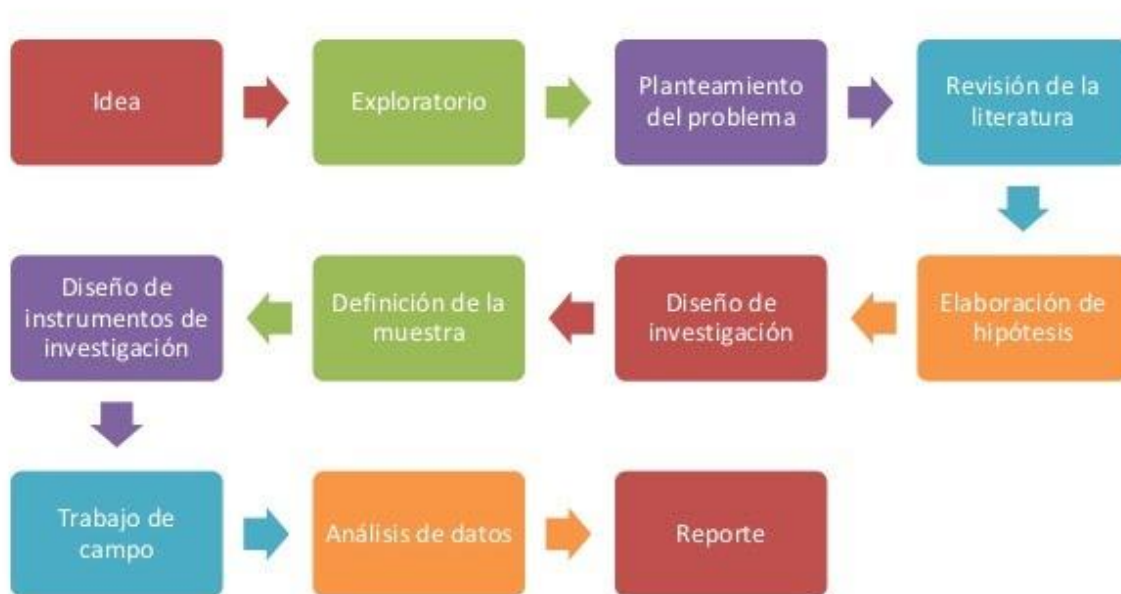 Idea
Exploratorio
Planteamiento
del problema
Revisión de la
literatura
Elaboración de
hipótesis
Diseño de
investigación
Definición de la
muestra
Diseño de
instrumentos de
investigación
Trabajo de
campo
Análisis de datos
Reporte